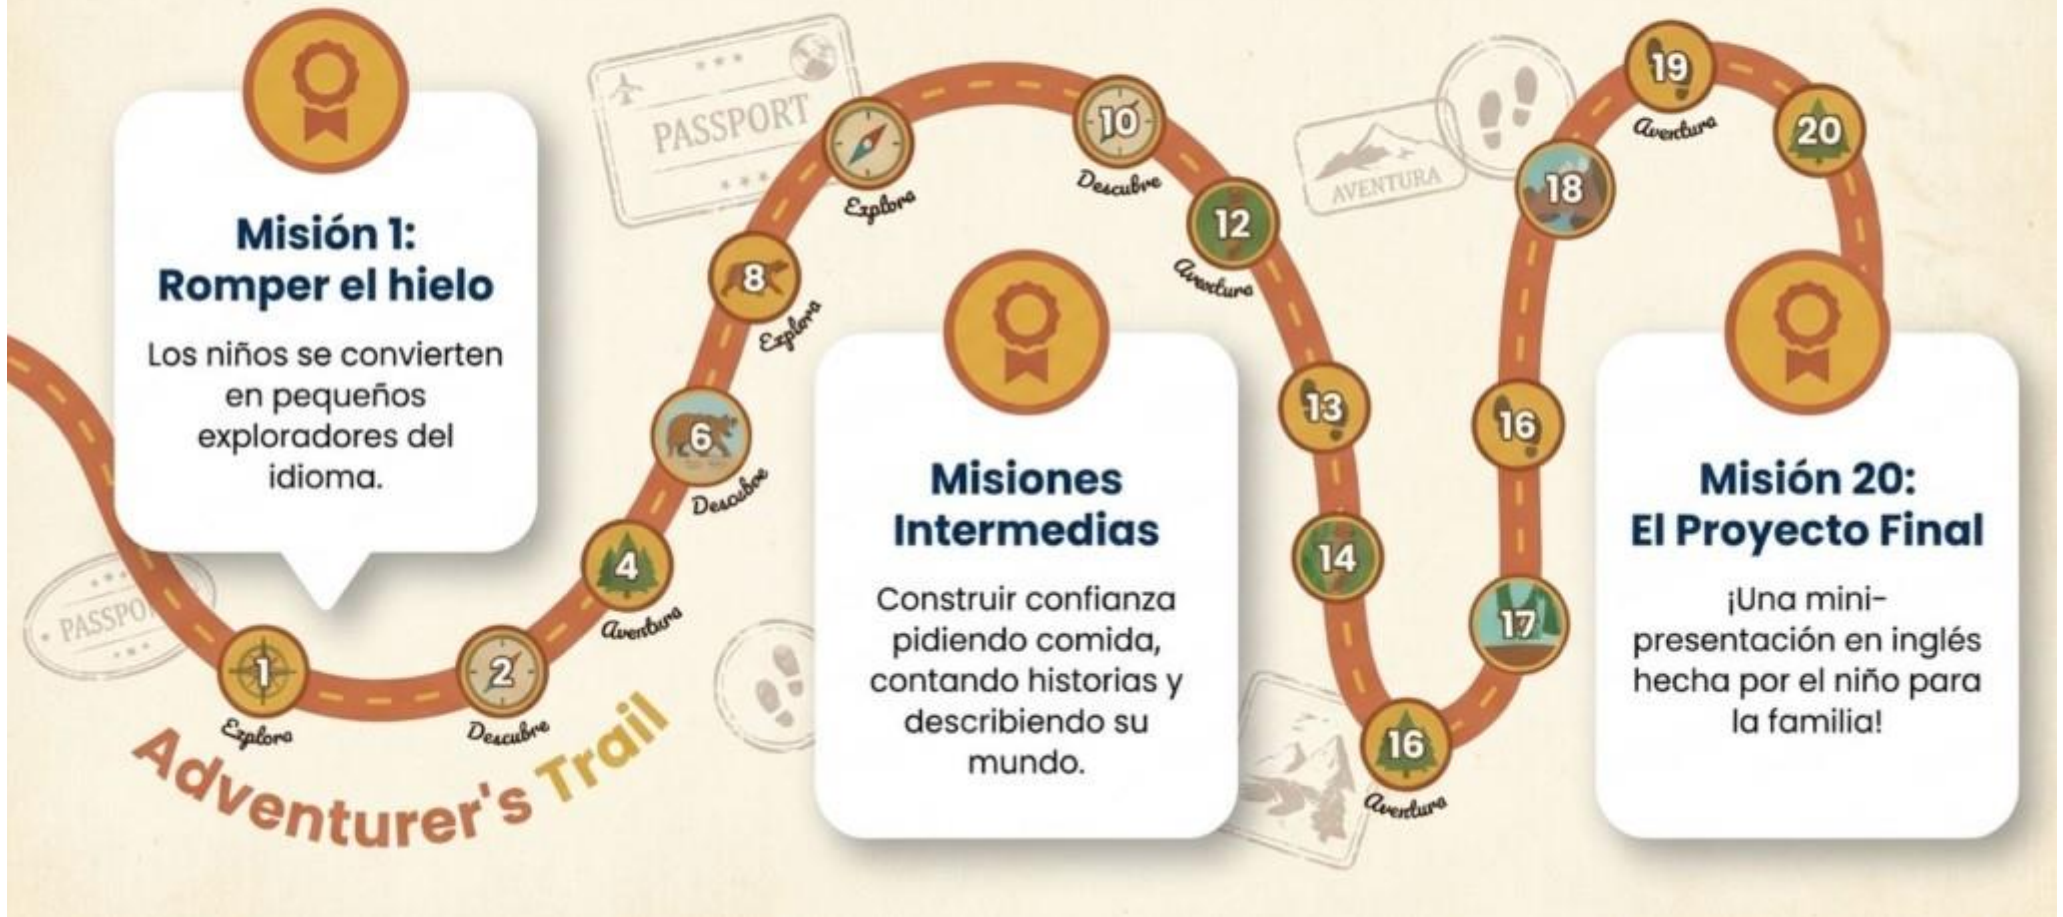 Misión 1:
Romper el hielo
Los niños se convierten
en pequeños
exploradores del
idioma.
PASSPO
1
Explora
2
Descubre
4
Aventura
6
Descubre
8
Explora
PASSPORT
Explora
10
Descubre
12
Aventura
13
14
16
Aventura
17
16
18
19
Aventura
20
AVENTURA
Adventurer's Trail
Misiones
Intermedias
Construir confianza
pidiendo comida,
contando historias y
describiendo su
mundo.
Misión 20:
El Proyecto Final
¡Una mini-
presentación en inglés
hecha por el niño para
la familia!